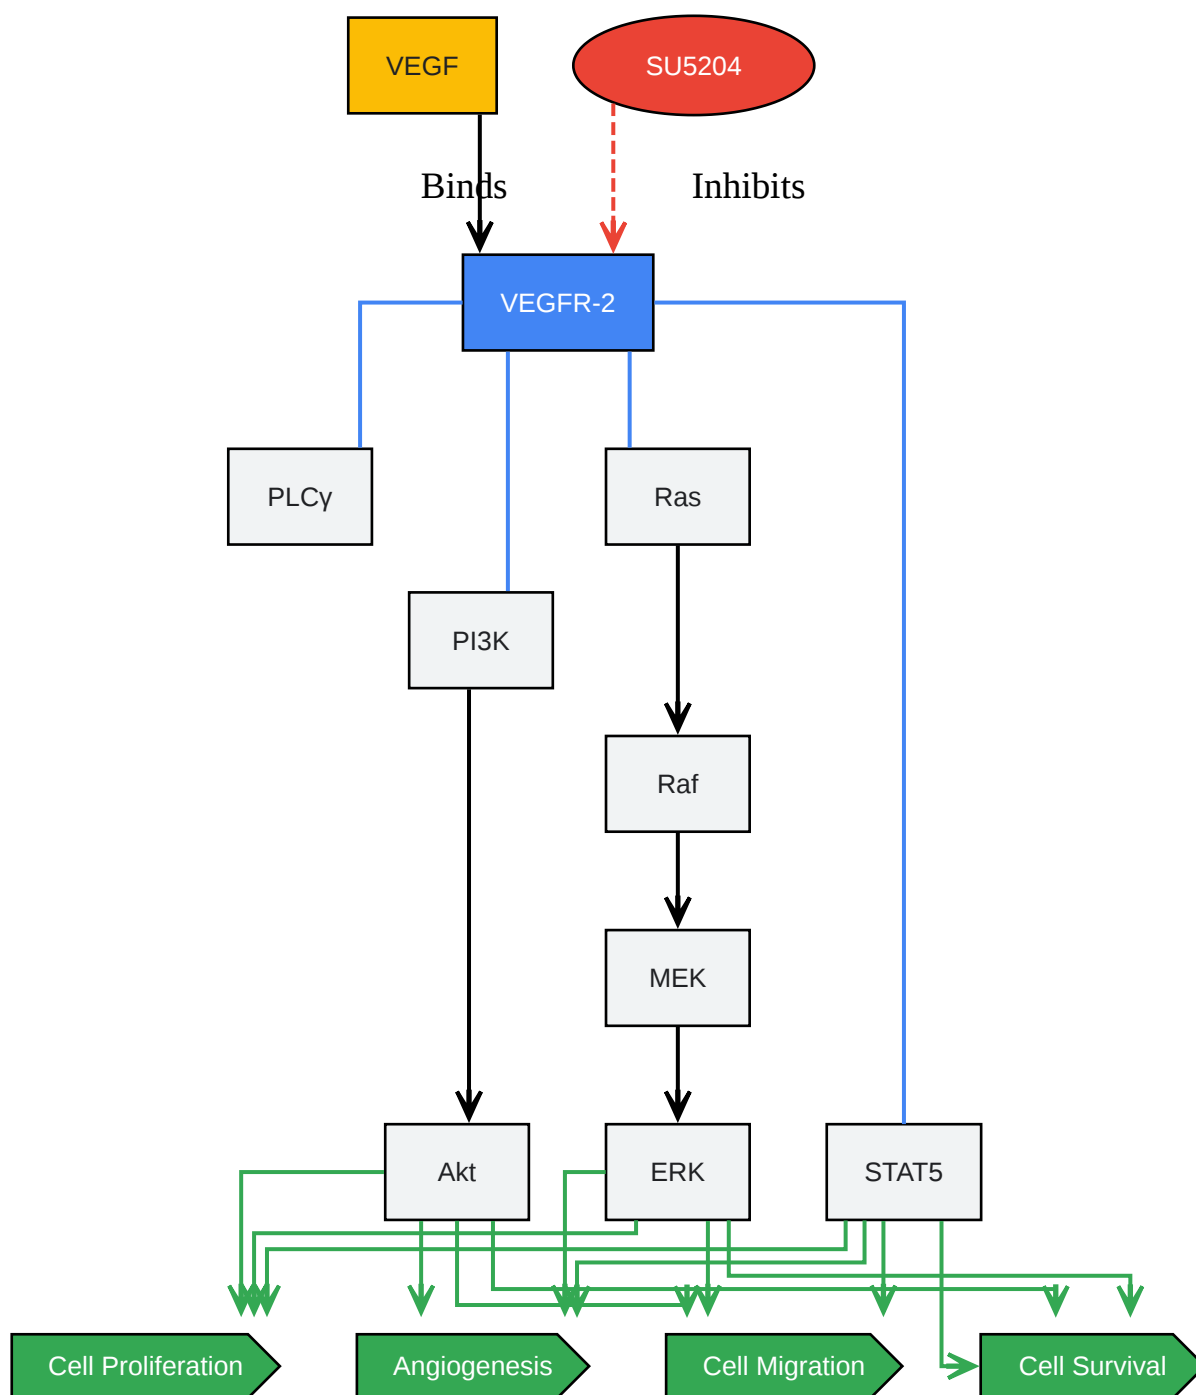 VEGF
SU5204
Binds
Inhibits
VEGFR-2
PLCγ
Ras
PI3K
Raf
MEK
Akt
ERK
STAT5
Cell Proliferation
Angiogenesis
Cell Migration
Cell Survival